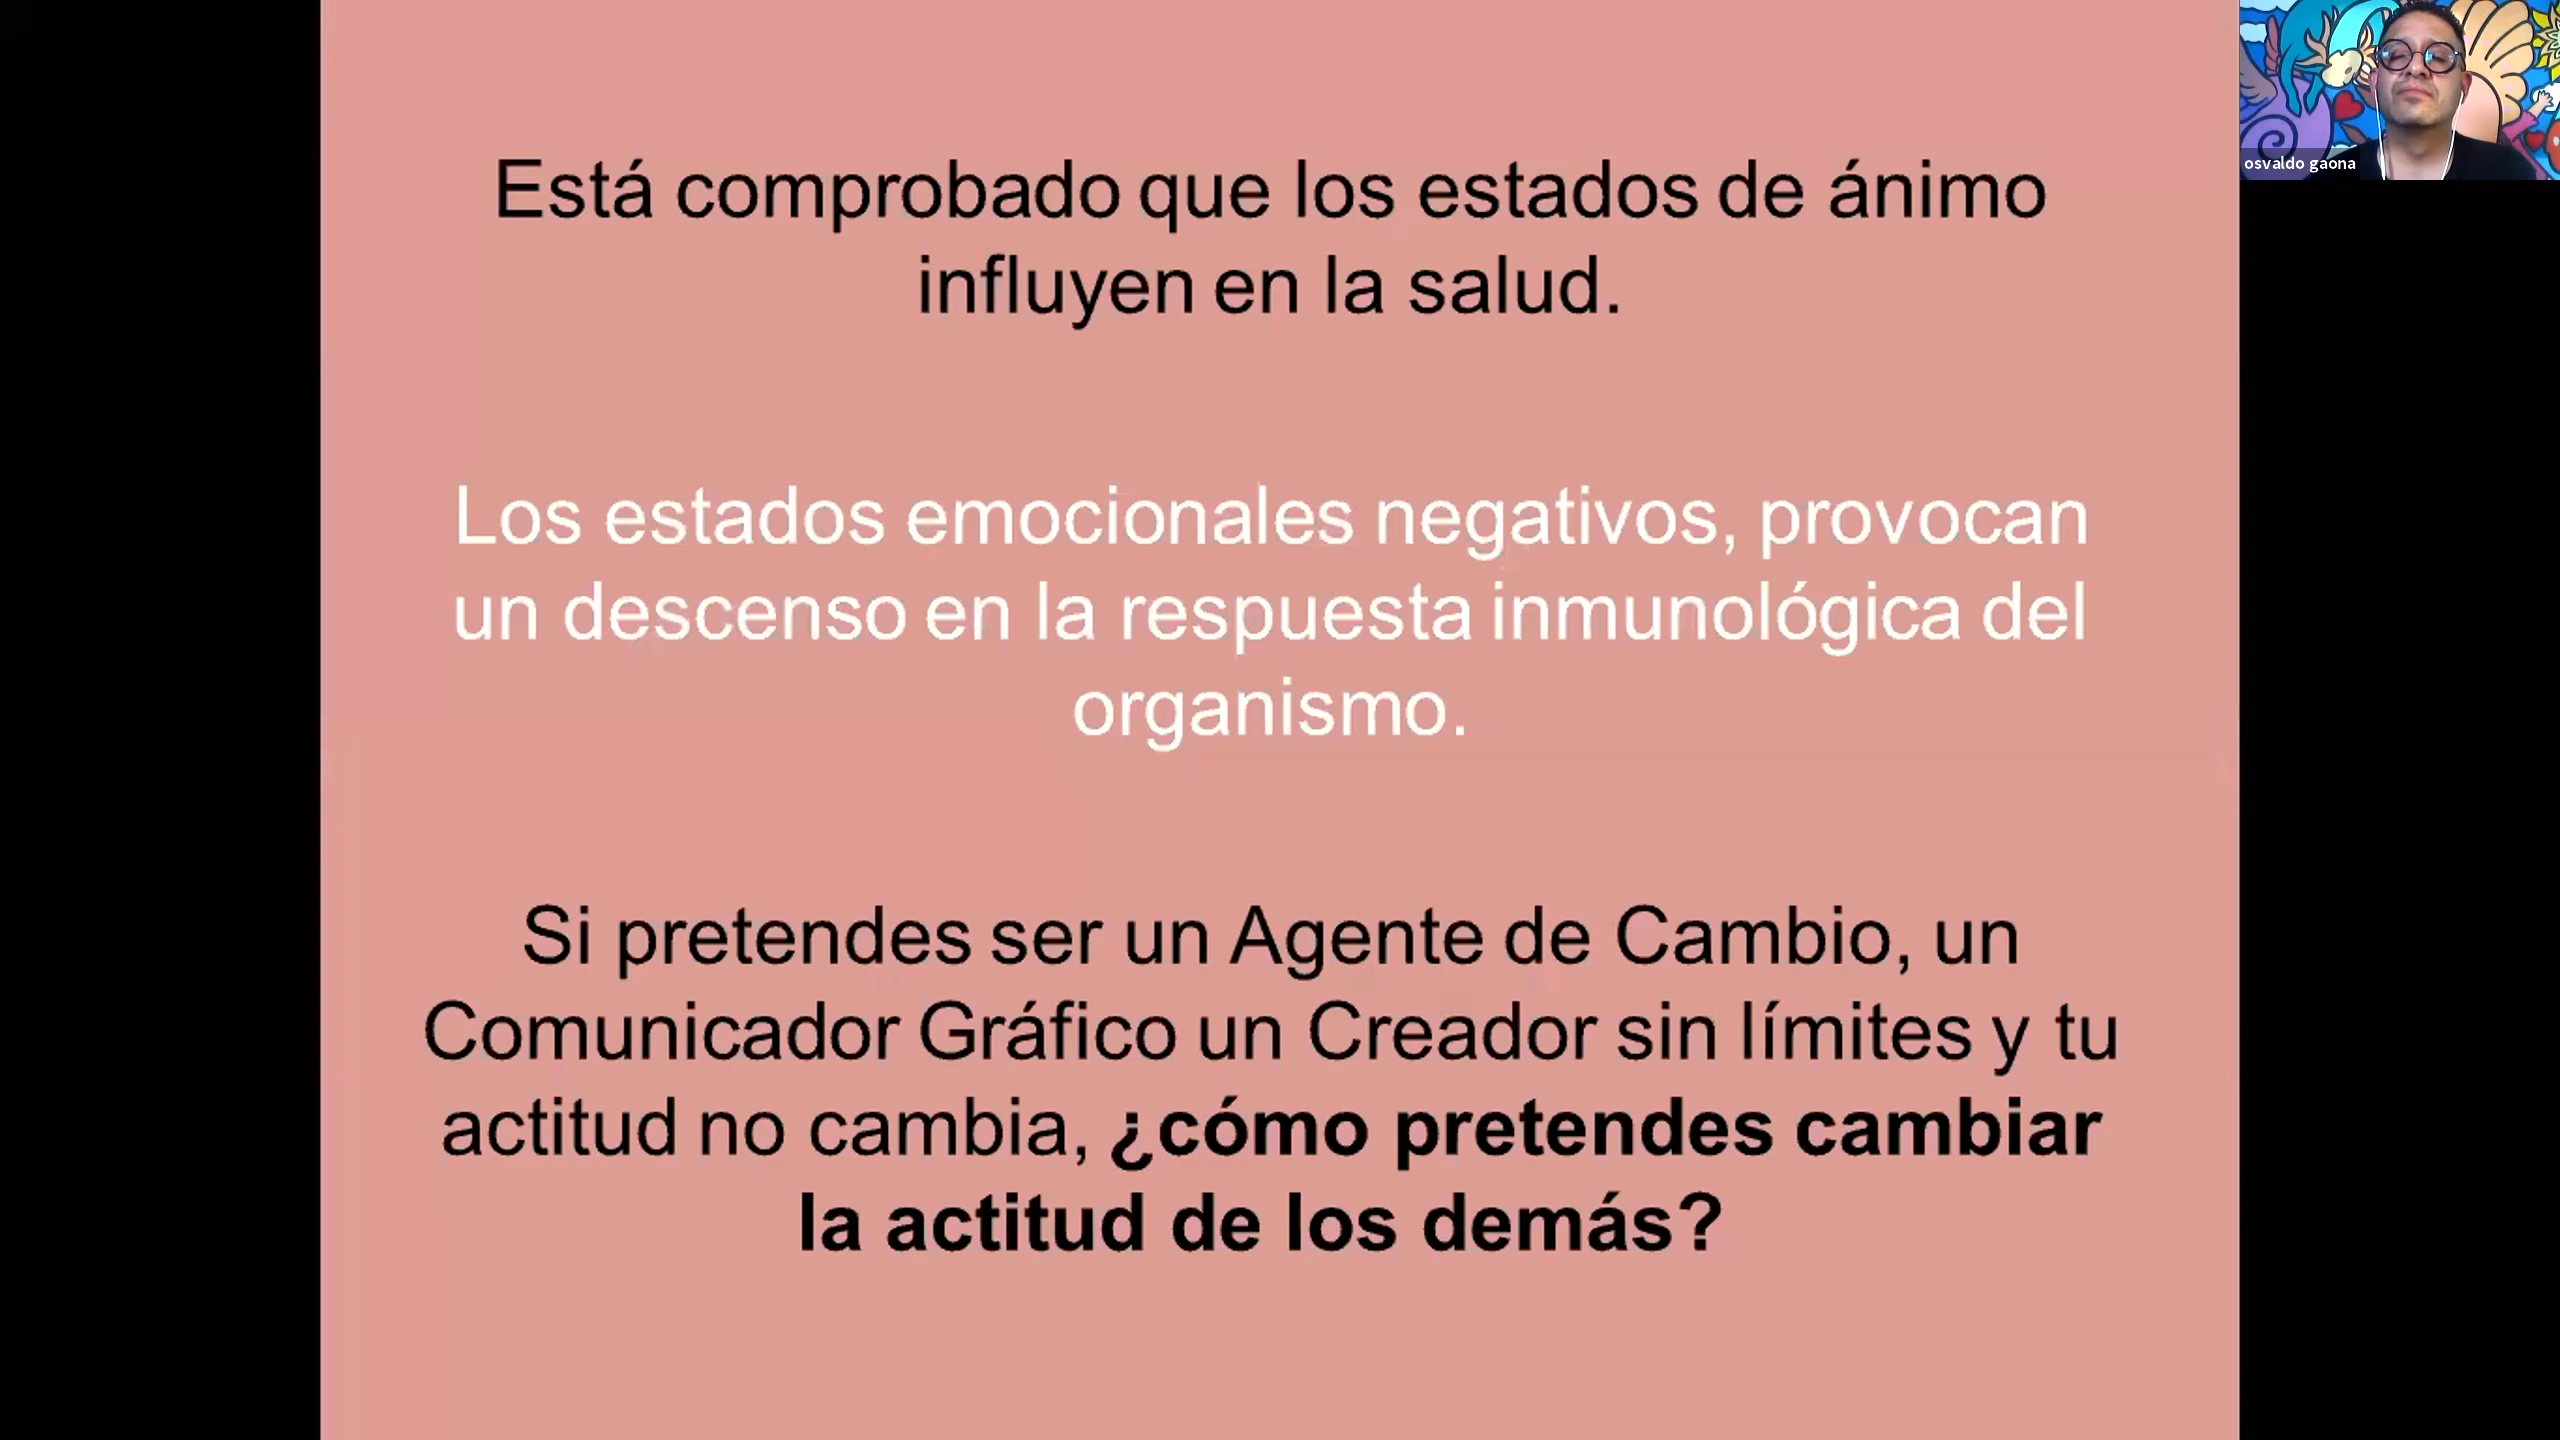 Está comprobado que los estados de ánimo
influyen en la salud.
Los estados emocionales negativos, provocan
un descenso en la respuesta inmunológica del
organismo.
Si pretendes ser un Agente de Cambio, un
Comunicador Gráfico un Creador sin límites y tu
actitud no cambia, ¿cómo pretendes cambiar
la actitud de los demás?
osvaldo gaona